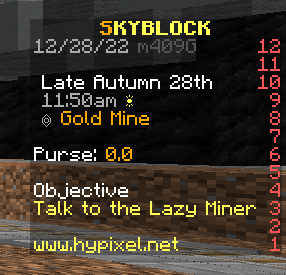 SKYBLOCK
12/28/22 m409G 12
11
Late Autumn 28th 10
11:50am ☀ 9
◎ Gold Mine 8
7
Purse: 0.0 6
5
Objective 4
Talk to the Lazy Miner 3
2
www.hypixel.net 1